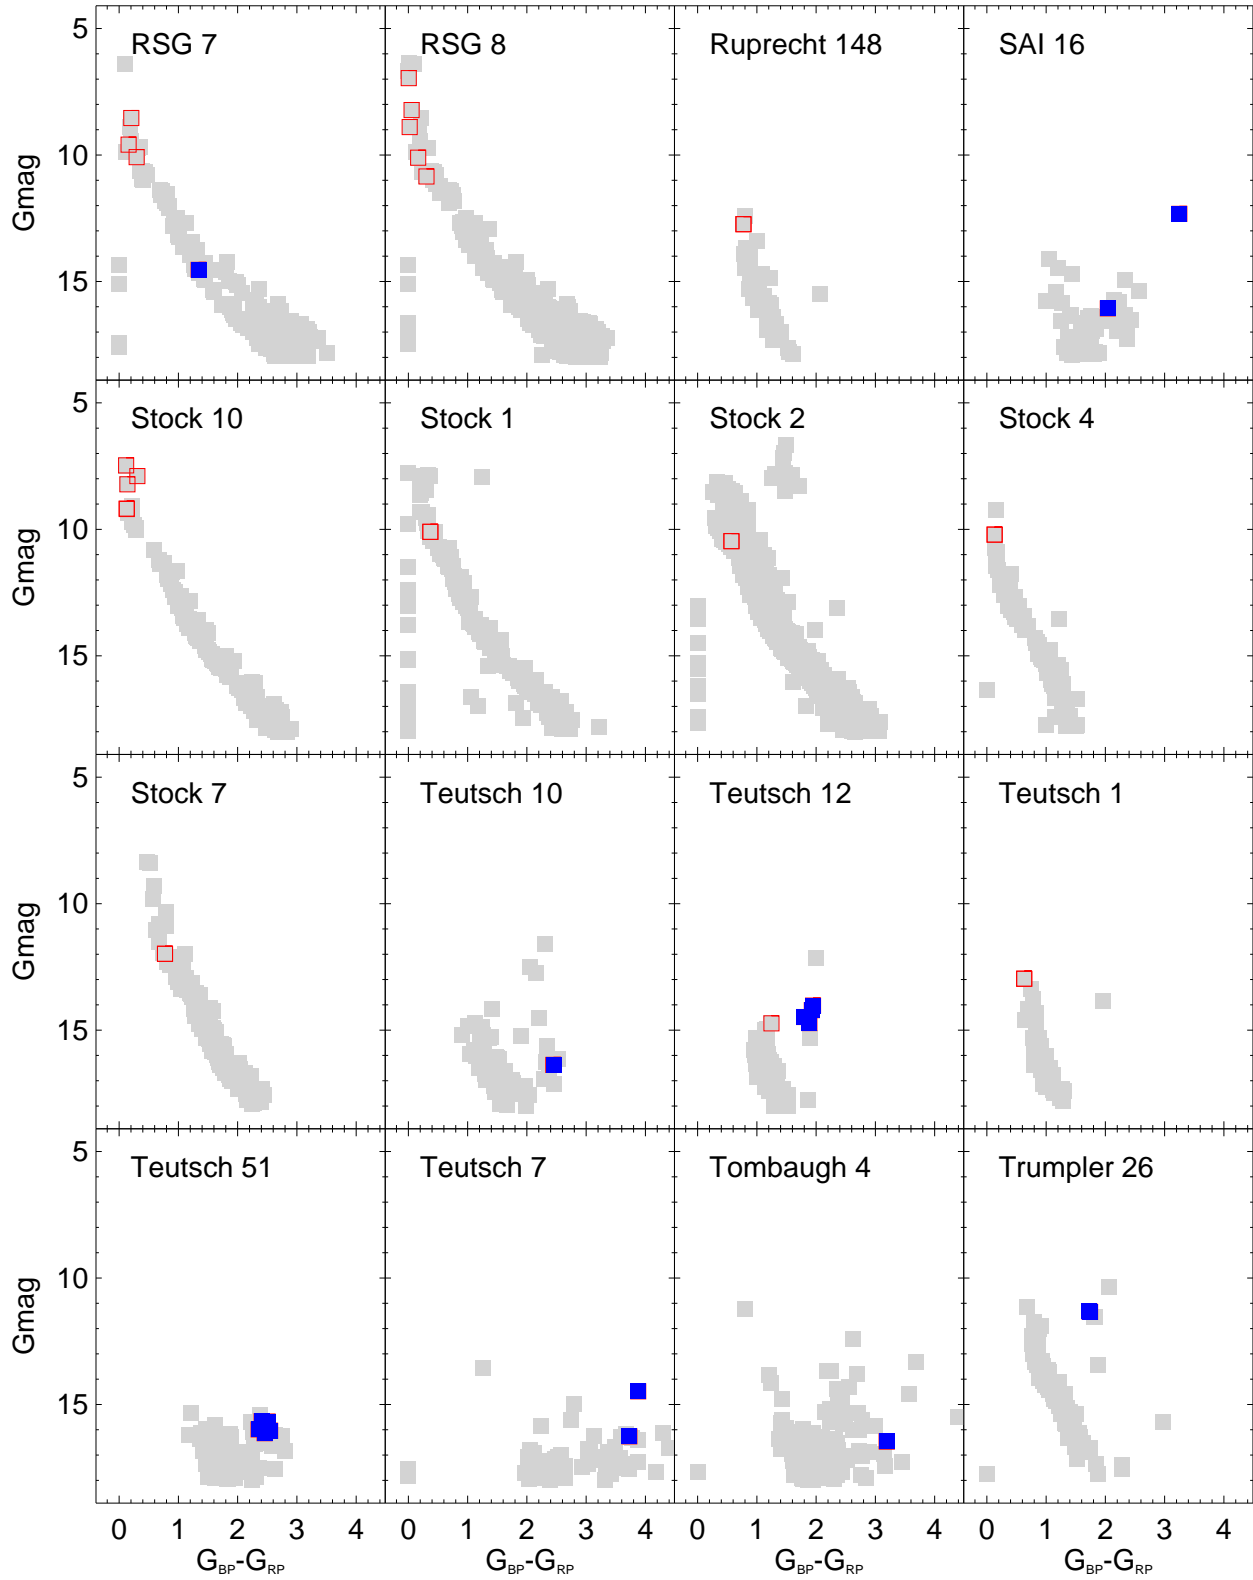 RSG 7
RSG 8
Ruprecht 148
SAI 16
5
10
15
Gmag
Stock 10
Stock 1
Stock 2
Stock 4
5
10
15
Gmag
Stock 7
Teutsch 10
Teutsch 12
Teutsch 1
5
10
15
Gmag
Teutsch 51
Teutsch 7
Tombaugh 4
Trumpler 26
5
10
15
Gmag
0 1 2 3 4 0 1 2 3 4 0 1 2 3 4 0 1 2 3 4
G_BP-G_RP G_BP-G_RP G_BP-G_RP G_BP-G_RP